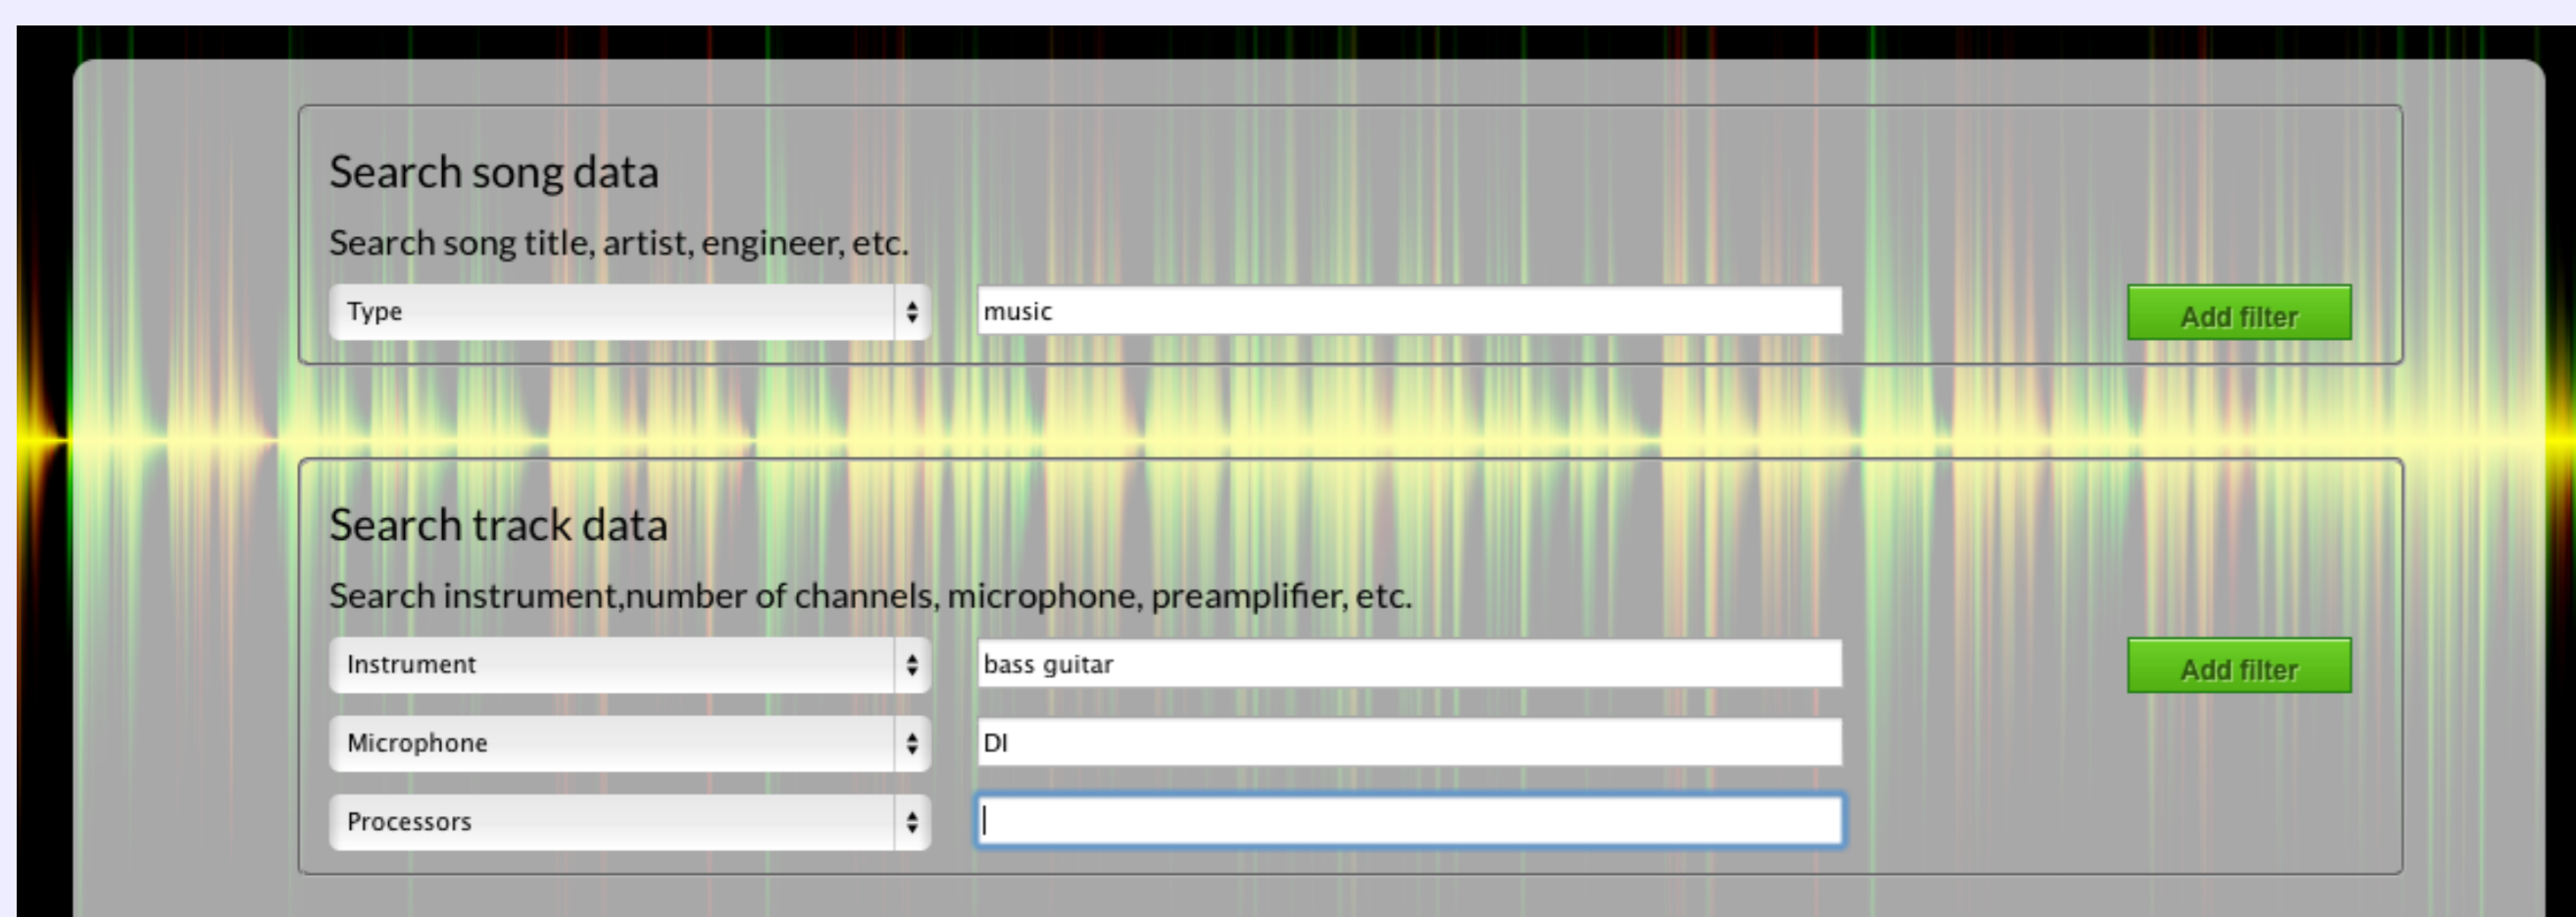 Search song data
Search song title, artist, engineer, etc.
Type music Add filter
Search track data
Search instrument,number of channels, microphone, preamplifier, etc.
Instrument bass guitar Add filter
Microphone DI
Processors